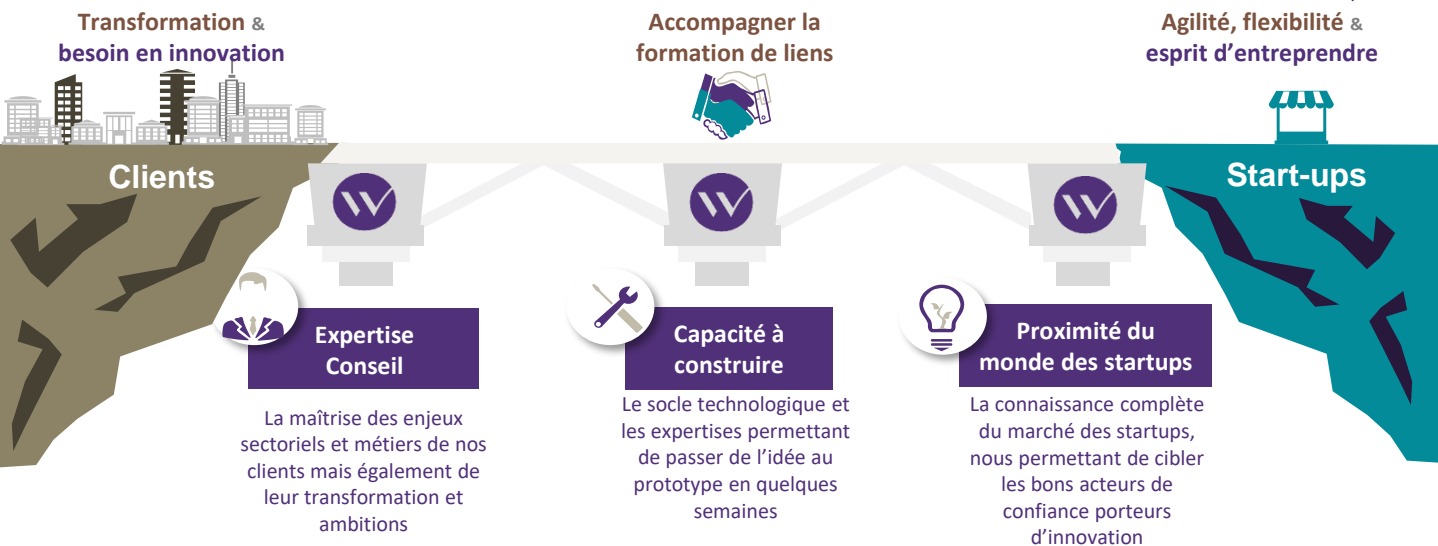 Transformation &
besoin en innovation
Accompagner la
formation de liens
Agilité, flexibilité &
esprit d’entreprendre
Clients
Start-ups
Expertise
Conseil
La maîtrise des enjeux
sectoriels et métiers de nos
clients mais également de
leur transformation et
ambitions
Capacité à
construire
Le socle technologique et
les expertises permettant
de passer de l’idée au
prototype en quelques
semaines
Proximité du
monde des startups
La connaissance complète
du marché des startups,
nous permettant de cibler
les bons acteurs de
confiance porteurs
d’innovation